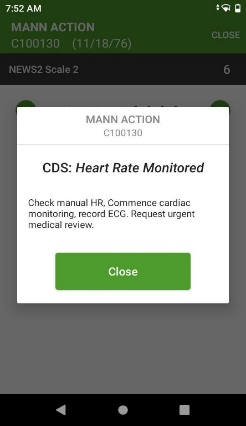 7:52 AM
MANN ACTION
C100130 (11/18/76)
CLOSE
NEWS2 Scale 2
6
MANN ACTION
C100130
CDS: Heart Rate Monitored
Check manual HR, Commence cardiac
monitoring, record ECG. Request urgent
medical review.
Close